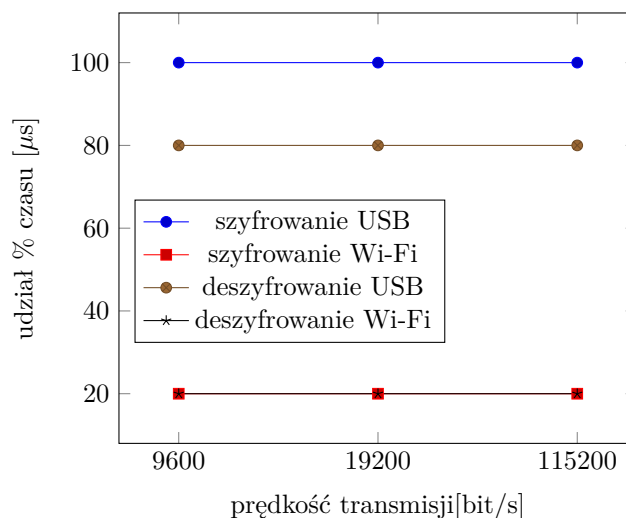 100
80
60
40
20
udział % czasu [μs]
szyfrowanie USB
szyfrowanie Wi-Fi
deszyfrowanie USB
deszyfrowanie Wi-Fi
9600 19200 115200
prędkość transmisji[bit/s]